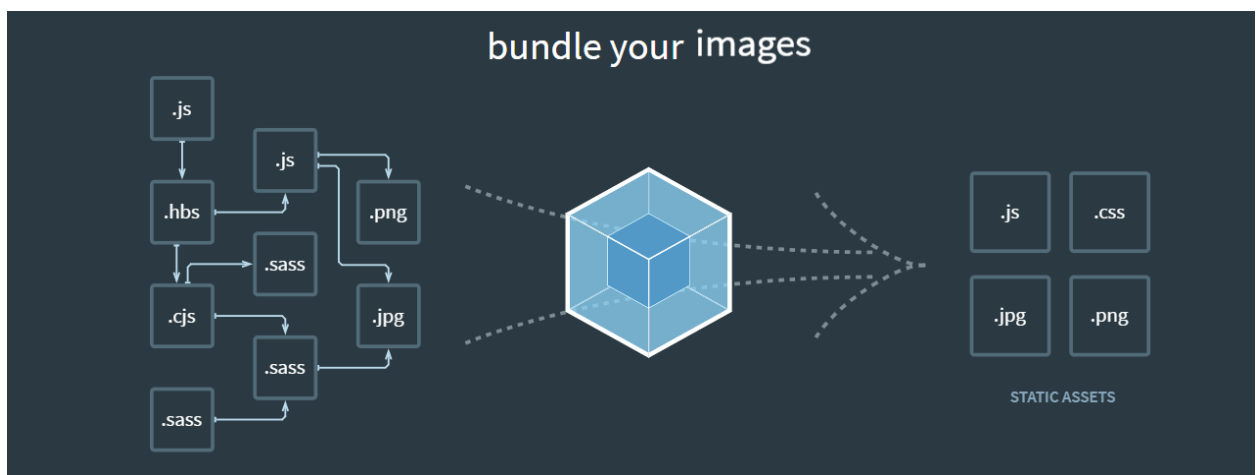 bundle your images
.js
.js
.hbs
.png
.sass
.cjs
.jpg
.sass
.sass
.js
.css
.jpg
.png
STATIC ASSETS